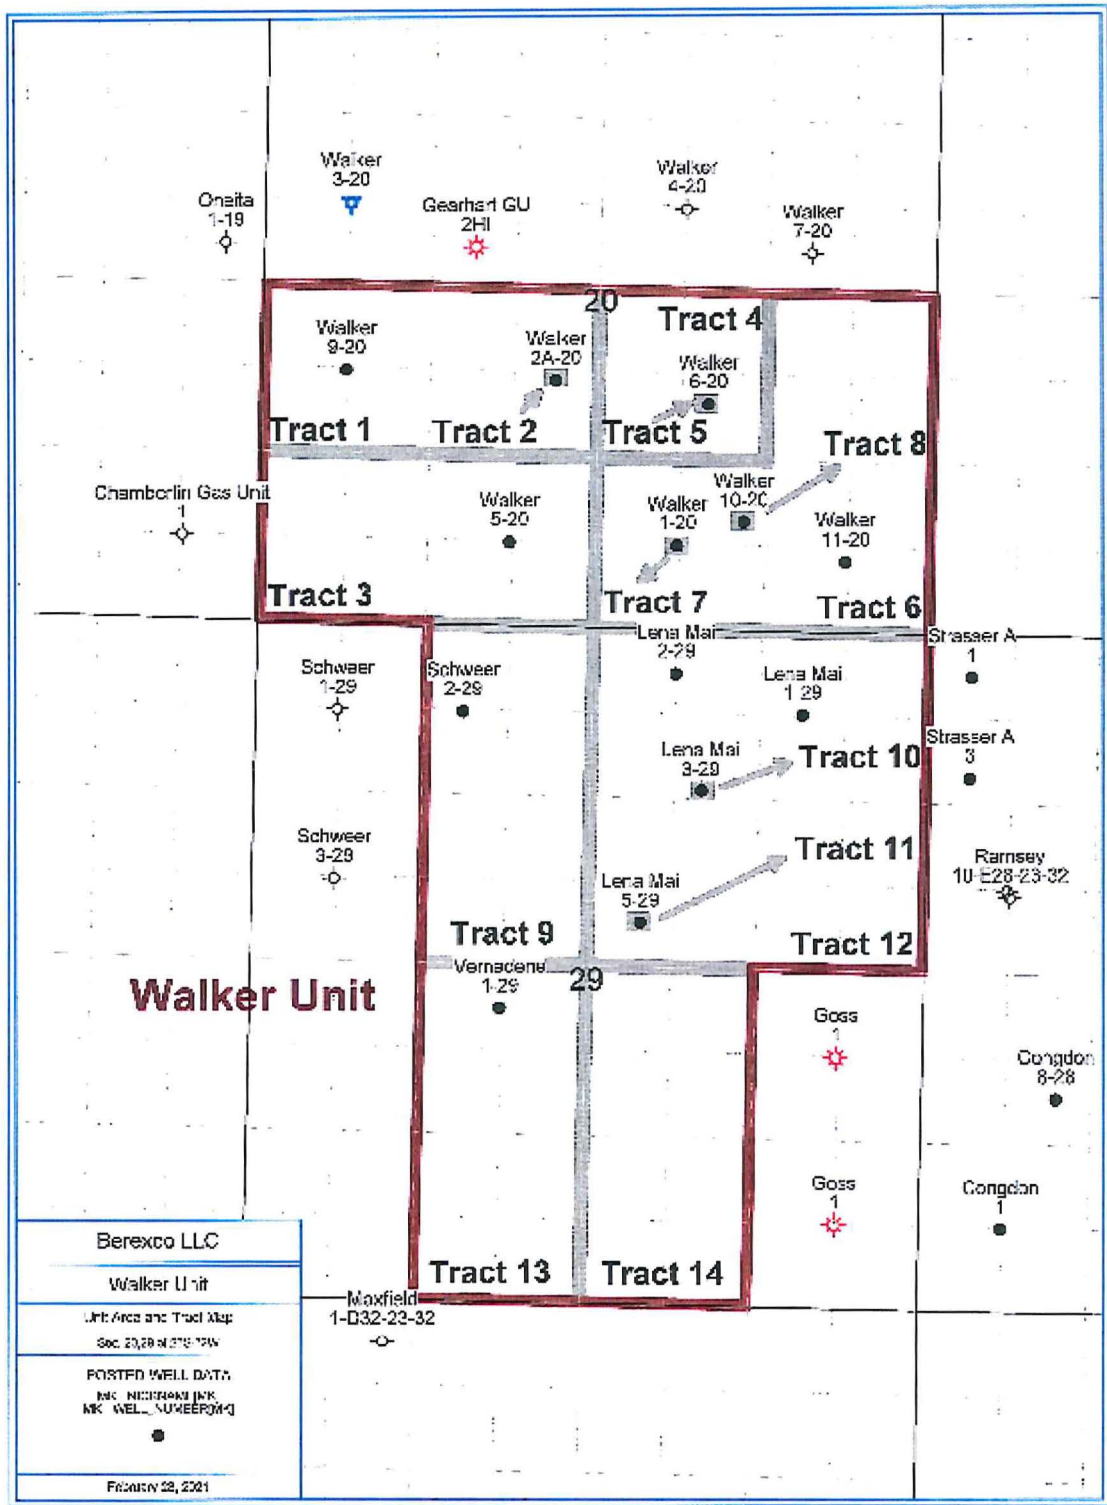 Walker
3-20
Oneita
1-19
Gearhart GU
2HI
Walker
4-20
Walker
7-20
20
Tract 4
Walker
9-20
Walker
2A-20
Walker
6-20
Tract 1
Tract 2
Tract 5
Tract 8
Chamberlin Gas Unit
1
Walker
5-20
Walker
1-20
Walker
10-20
Walker
11-20
Tract 3
Tract 7
Tract 6
Lena Mai
2-29
Strasser A
1
Schweer
1-29
Schweer
2-29
Lena Mai
1-29
Lena Mai
3-29
Tract 10
Strasser A
3
Schweer
3-29
Tract 11
Ramsey
10-E28-23-32
Lena Mai
5-29
Tract 9
Tract 12
Vernadene
1-29
29
Walker Unit
Goss
1
Congdon
8-28
Goss
1
Congdon
1
Tract 13
Tract 14
Maxfield
1-D32-23-32
Berexco LLC
Walker Unit
Unit Area and Tract Map
POSTED WELL DATA
February 23, 2021